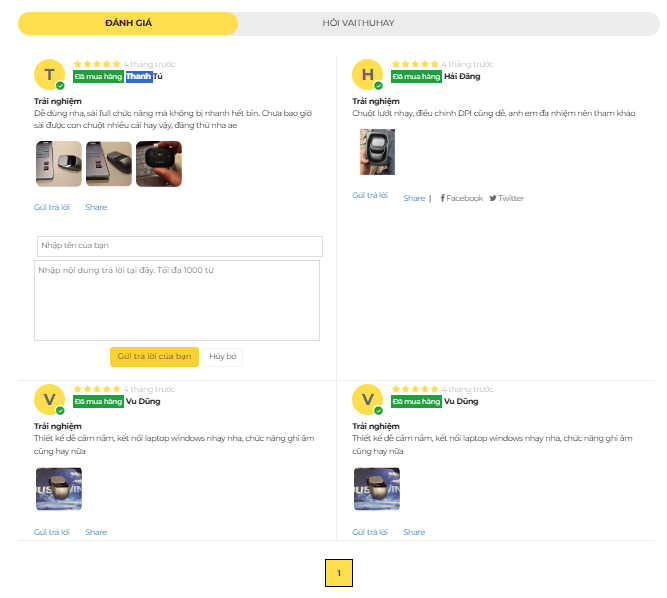 ĐÁNH GIÁ
HỎI VAITHUHAY
T
4 tháng trước
Đã mua hàng Thanh Tú
Trải nghiệm
Dễ dùng nha, sài full chức năng mà không bị nhanh hết bin. Chưa bao giờ
sài được con chuột nhiều cái hay vậy, đáng thử nha ae
Gửi trả lời Share
Nhập tên của bạn
Nhập nội dung trả lời tại đây. Tối đa 1000 từ
Gửi trả lời của bạn Hủy bỏ
H
4 tháng trước
Đã mua hàng Hải Đăng
Trải nghiệm
Chuột lướt nhạy, điều chỉnh DPI cũng dễ, anh em đa nhiệm nên tham khảo
Gửi trả lời Share | Facebook Twitter
V
4 tháng trước
Đã mua hàng Vu Dũng
Trải nghiệm
Thiết kế dễ cầm nắm, kết nối laptop windows nhạy nha, chức năng ghi âm
cũng hay nữa
Gửi trả lời Share
V
4 tháng trước
Đã mua hàng Vu Dũng
Trải nghiệm
Thiết kế dễ cầm nắm, kết nối laptop windows nhạy nha, chức năng ghi âm
cũng hay nữa
Gửi trả lời Share
1